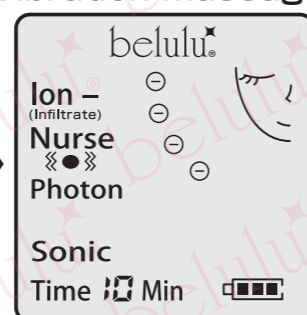 belulu®
Ion –
(Infiltrate)
Nurse
Photon
Sonic
Time 10 Min